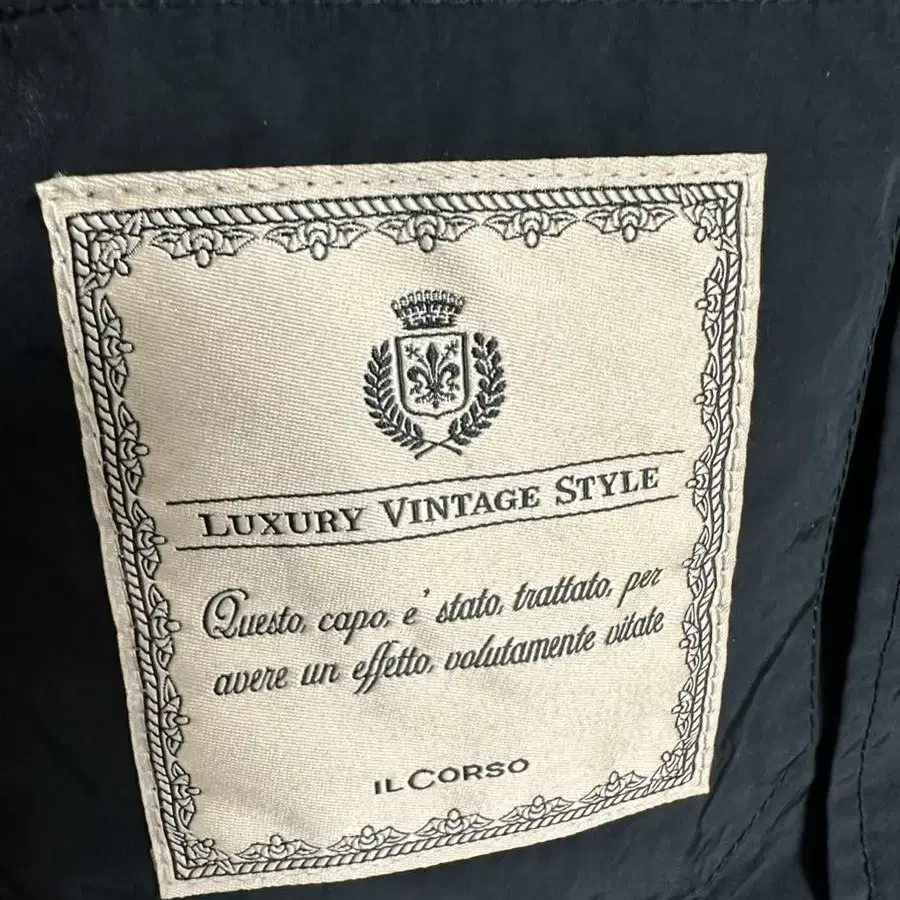 LUXURY VINTAGE STYLE
Questo, capo, e' stato, trattato, per
avere un effetto, volutamente vitate
IL CORSO